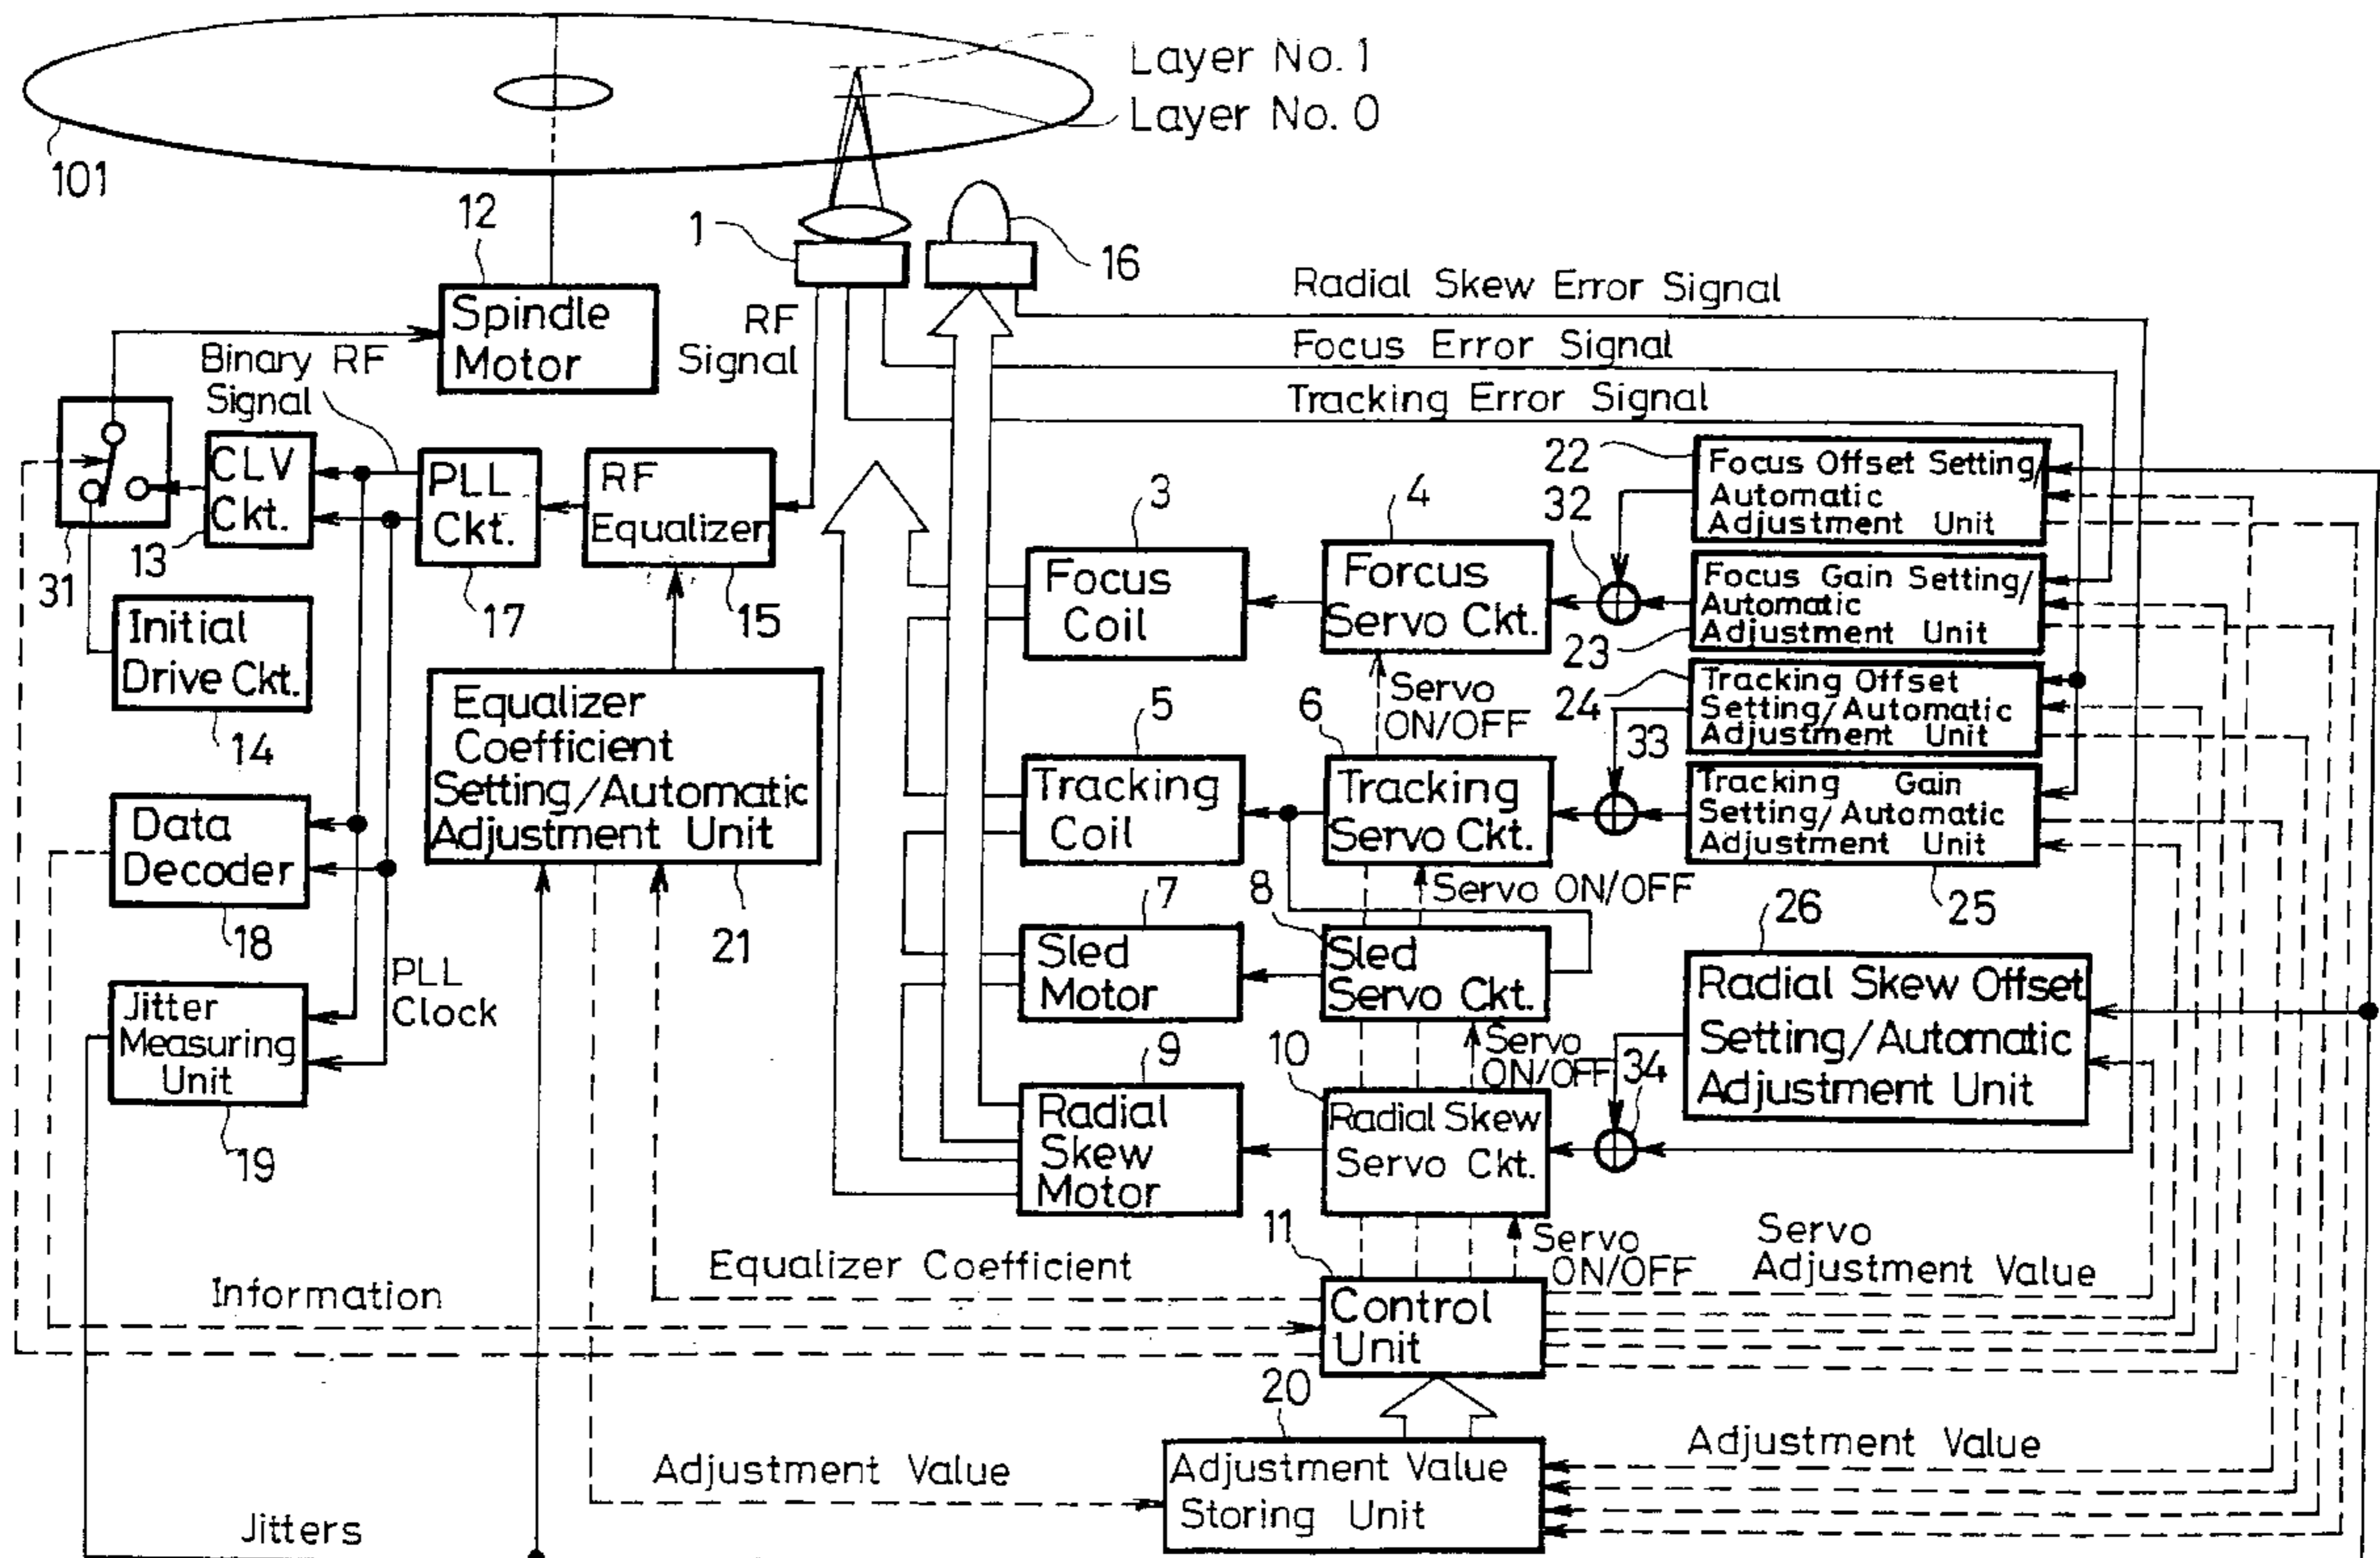 Layer No. 1
Layer No. 0
101
12
1
16
Spindle
Motor
RF
Signal
Radial Skew Error Signal
Focus Error Signal
Tracking Error Signal
Binary RF
Signal
31
CLV
Ckt.
13
PLL
Ckt.
17
RF
Equalizer
15
Initial
Drive Ckt.
14
3
Focus
Coil
4
Forcus
Servo Ckt.
22
32
Focus Offset Setting/
Automatic
Adjustment Unit
Focus Gain Setting/
Automatic
Adjustment Unit
23
Servo
ON/OFF
24
Tracking Offset
Setting/Automatic
Adjustment Unit
33
Equalizer
Coefficient
Setting/Automatic
Adjustment Unit
21
5
Tracking
Coil
6
Tracking
Servo Ckt.
Tracking Gain
Setting/Automatic
Adjustment Unit
25
Data
Decoder
18
Servo ON/OFF
7
Sled
Motor
8
Sled
Servo Ckt.
26
Radial Skew Offset
Setting/Automatic
Adjustment Unit
PLL
Clock
Jitter
Measuring
Unit
19
Servo
ON/OFF
34
9
Radial
Skew
Motor
10
Radial Skew
Servo Ckt.
11
Servo
ON/OFF
Servo
Adjustment Value
Equalizer Coefficient
Information
Control
Unit
20
Adjustment Value
Adjustment Value
Storing Unit
Adjustment Value
Jitters